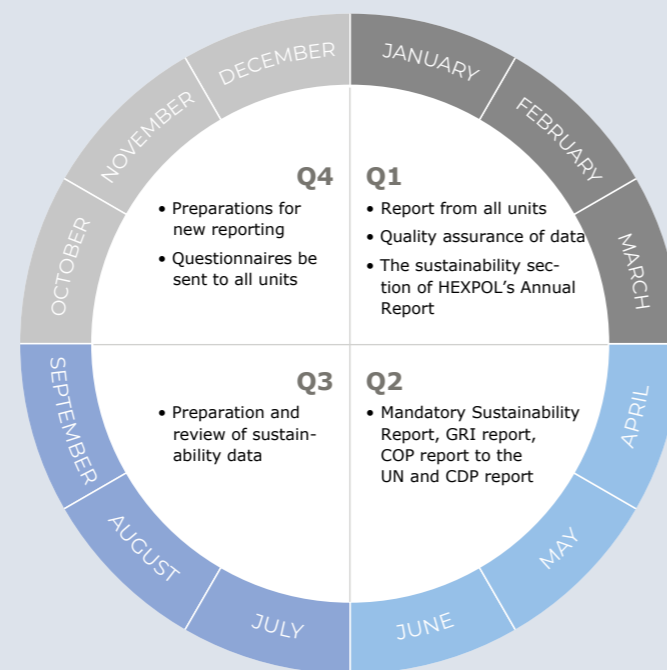 JANUARY
FEBRUARY
MARCH
APRIL
MAY
JUNE
JULY
AUGUST
SEPTEMBER
OCTOBER
NOVEMBER
DECEMBER
Q4
• Preparations for
new reporting
• Questionnaires be
sent to all units
Q1
• Report from all units
• Quality assurance of data
• The sustainability sec-
tion of HEXPOL's Annual
Report
Q3
• Preparation and
review of sustain-
ability data
Q2
• Mandatory Sustainability
Report, GRI report,
COP report to the
UN and CDP report